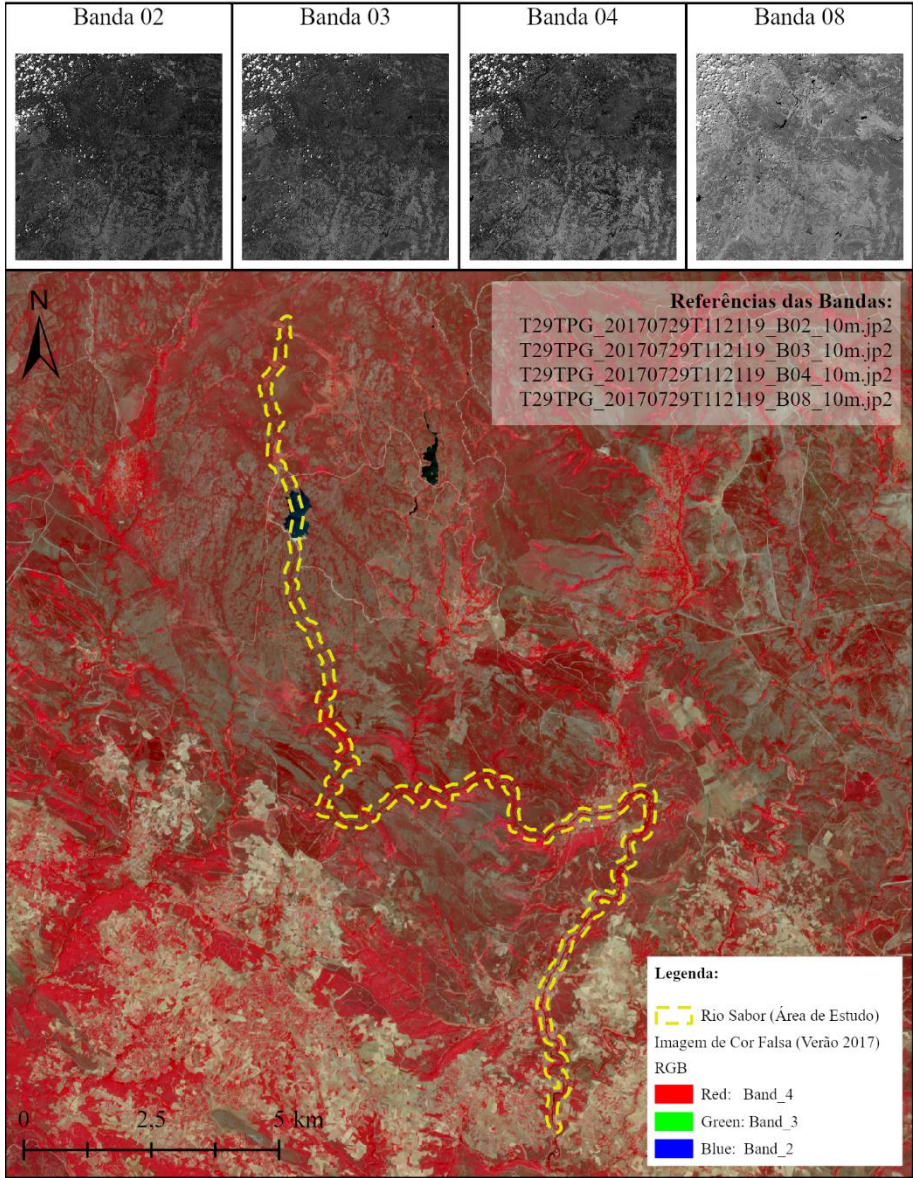 Banda 02
Banda 03
Banda 04
Banda 08
N
Referências das Bandas:
T29TPG_20170729T112119_B02_10m.jp2
T29TPG_20170729T112119_B03_10m.jp2
T29TPG_20170729T112119_B04_10m.jp2
T29TPG_20170729T112119_B08_10m.jp2
Legenda:
Rio Sabor (Área de Estudo)
Imagem de Cor Falsa (Verão 2017)
RGB
Red: Band_4
Green: Band_3
Blue: Band_2
0 2,5 5 km